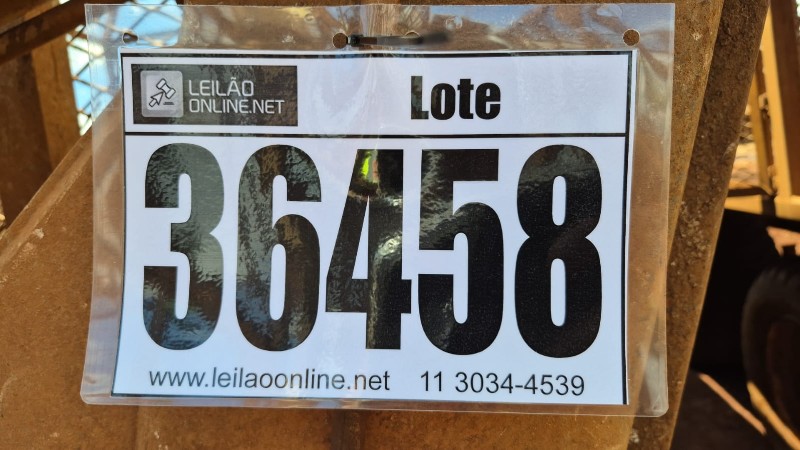 LEILÃO
ONLINE.NET
Lote
36458
www.leilaoonline.net 11 3034-4539